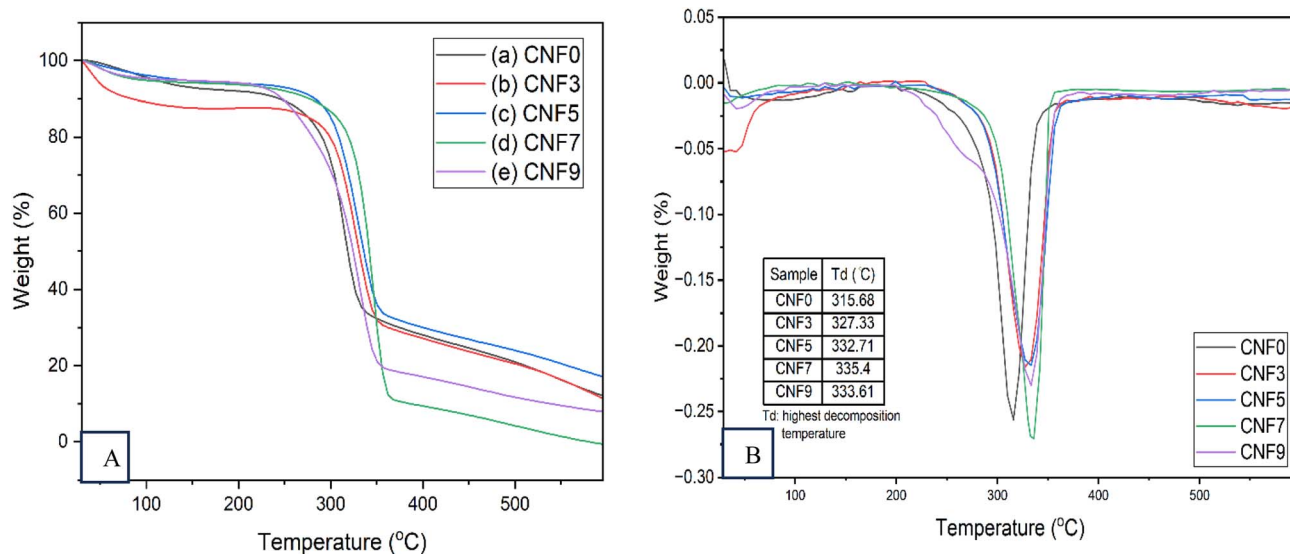 100
80
60
40
20
0
100
200
300
400
500
Weight (%)
Temperature (°C)
(a) CNF0
(b) CNF3
(c) CNF5
(d) CNF7
(e) CNF9
A
0.05
0.00
−0.05
−0.10
−0.15
−0.20
−0.25
−0.30
100
200
300
400
500
Weight (%)
Temperature (°C)
Sample Td (°C)
CNF0 315.68
CNF3 327.33
CNF5 332.71
CNF7 335.4
CNF9 333.61
Td: highest decomposition
temperature
CNF0
CNF3
CNF5
CNF7
CNF9
B